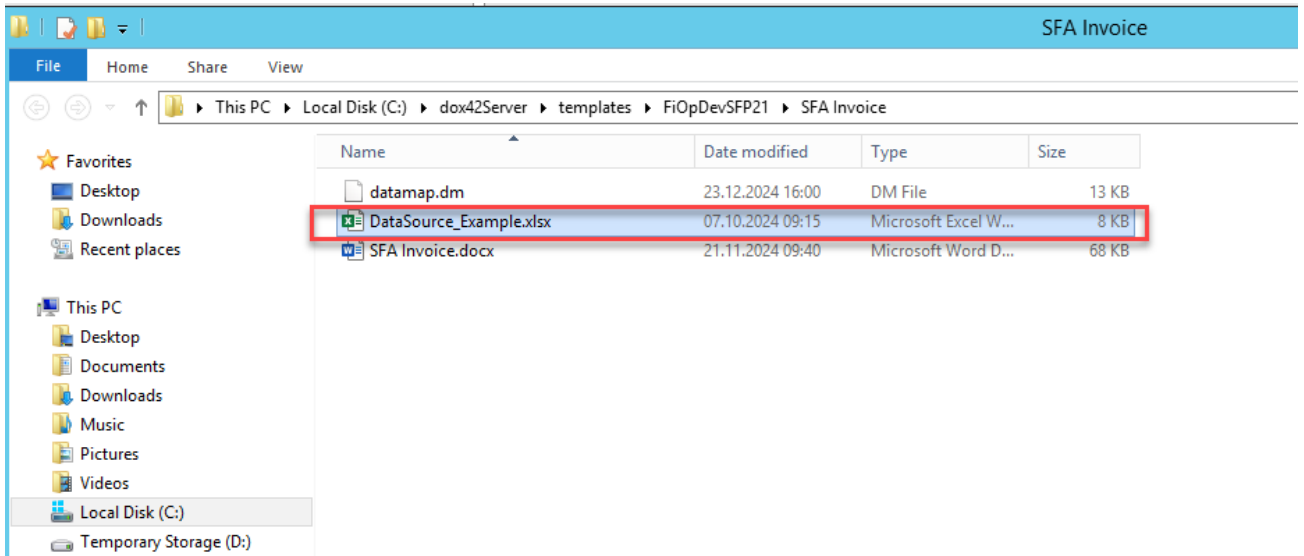 SFA Invoice
File Home Share View
This PC Local Disk (C:) dox42Server templates FiOpDevSFP21 SFA Invoice
Favorites
Desktop
Downloads
Recent places
This PC
Desktop
Documents
Downloads
Music
Pictures
Videos
Local Disk (C:)
Temporary Storage (D:)
Name Date modified Type Size
datamap.dm 23.12.2024 16:00 DM File 13 KB
DataSource_Example.xlsx 07.10.2024 09:15 Microsoft Excel W... 8 KB
SFA Invoice.docx 21.11.2024 09:40 Microsoft Word D... 68 KB